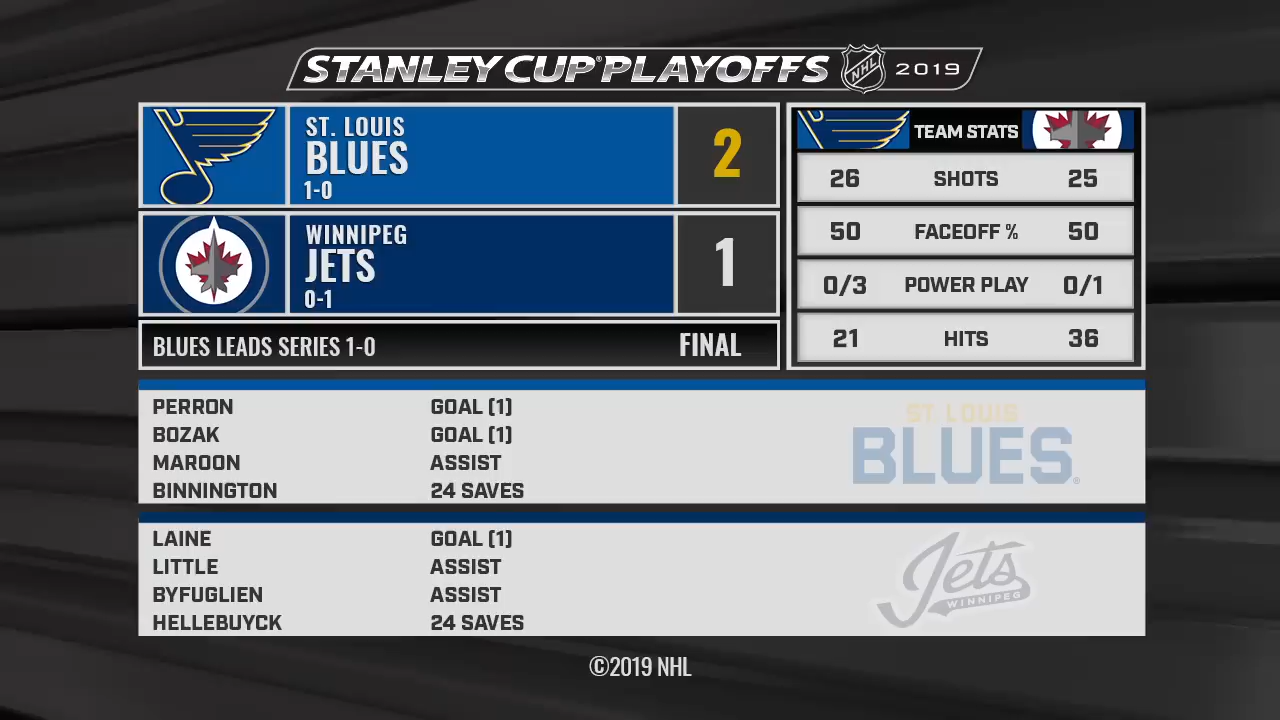 STANLEY CUP® PLAYOFFS NHL 2019
ST. LOUIS
BLUES
1-0
2
WINNIPEG
JETS
0-1
1
BLUES LEADS SERIES 1-0 FINAL
TEAM STATS
26 SHOTS 25
50 FACEOFF % 50
0/3 POWER PLAY 0/1
21 HITS 36
PERRON GOAL (1)
BOZAK GOAL (1)
MAROON ASSIST
BINNINGTON 24 SAVES
ST. LOUIS
BLUES®
LAINE GOAL (1)
LITTLE ASSIST
BYFUGLIEN ASSIST
HELLEBUYCK 24 SAVES
Jets
WINNIPEG
©2019 NHL